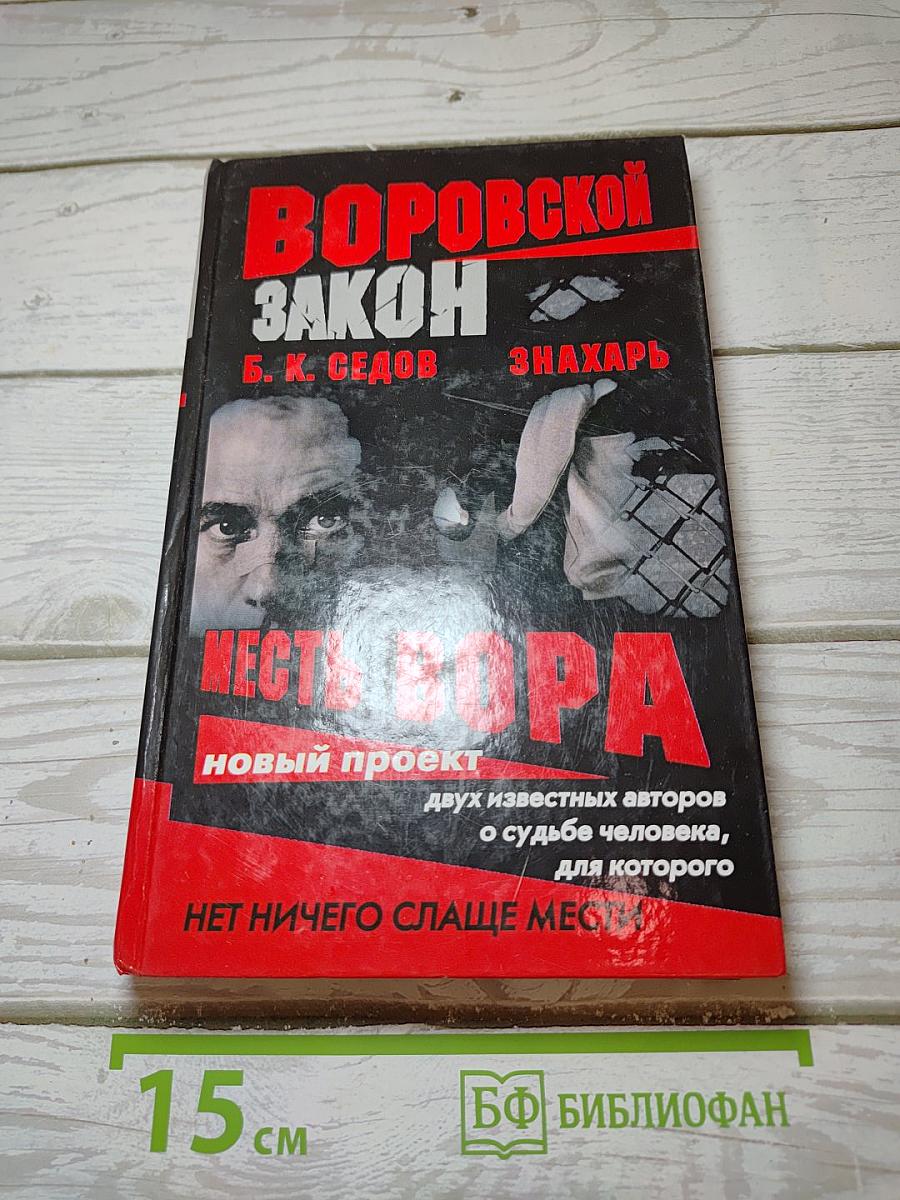 ВОРОВСКОЙ
ЗАКОН
Б. К. СЕДОВ ЗНАХАРЬ
МЕСТЬ ВОРА
новый проект
двух известных авторов
о судьбе человека,
для которого
НЕТ НИЧЕГО СЛАЩЕ МЕСТИ
15 см
БФ БИБЛИОФАН